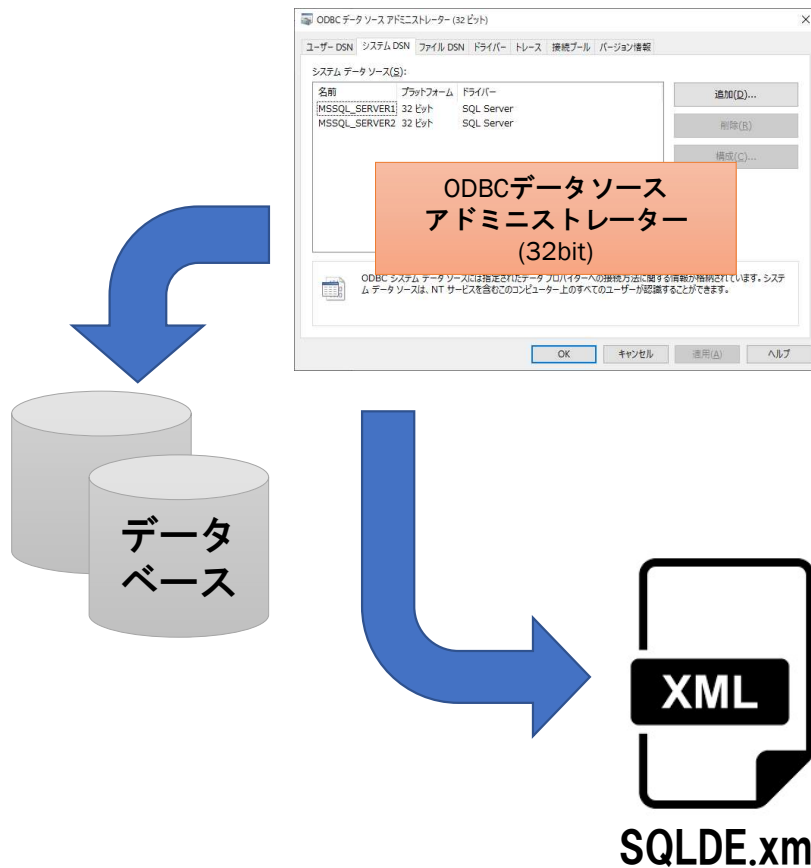 ODBC データ ソース アドミニストレーター (32 ビット)
ユーザー DSN システム DSN ファイル DSN ドライバー トレース 接続プール バージョン情報
システム データ ソース(S):
名前 プラットフォーム ドライバー
MSSQL_SERVER1 32 ビット SQL Server
MSSQL_SERVER2 32 ビット SQL Server
追加(D)...
削除(R)
構成(C)...
ODBCデータソース
アドミニストレーター
(32bit)
ODBC システム データ ソースには指定されたデータ プロバイダーへの接続方法に関する情報が格納されています。システ
ム データ ソースは、NT サービスを含むこのコンピューター上のすべてのユーザーが認識することができます。
OK キャンセル 適用(A) ヘルプ
データ
ベース
XML
SQLDE.xm